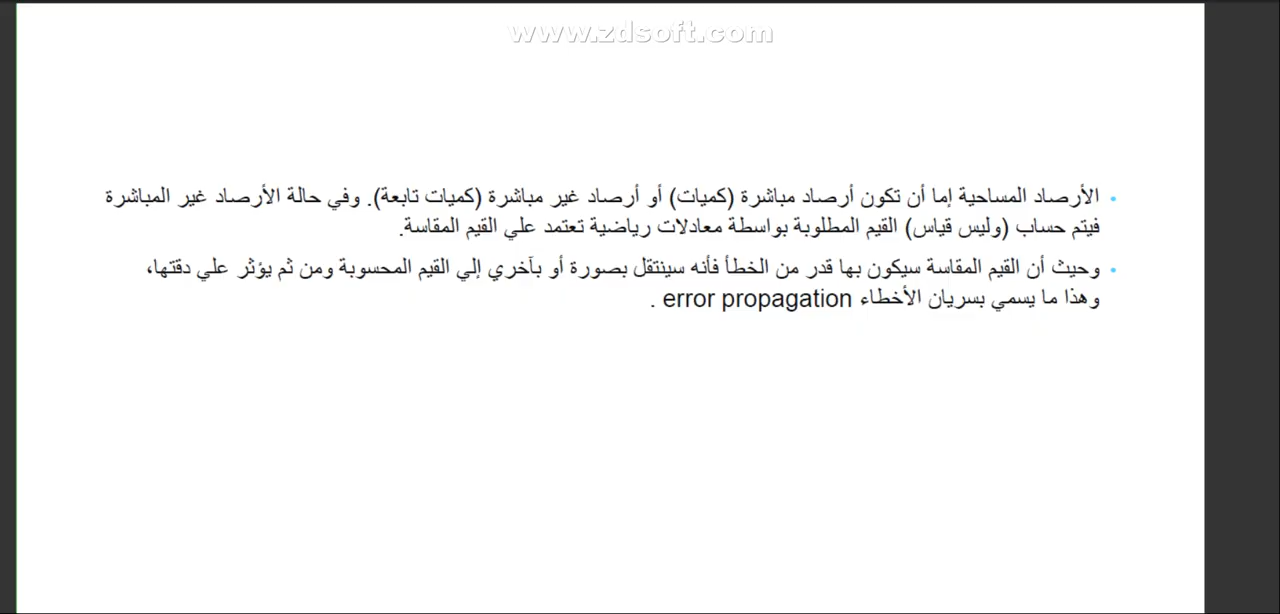 www.zdsoft.com
• الأرصاد المساحية إما أن تكون أرصاد مباشرة (كميات) أو أرصاد غير مباشرة (كميات تابعة). وفي حالة الأرصاد غير المباشرة
فيتم حساب (وليس قياس) القيم المطلوبة بواسطة معادلات رياضية تعتمد علي القيم المقاسة.
• وحيث أن القيم المقاسة سيكون بها قدر من الخطأ فأنه سينتقل بصورة أو بآخري إلي القيم المحسوبة ومن ثم يؤثر علي دقتها،
وهذا ما يسمي بسريان الأخطاء error propagation .